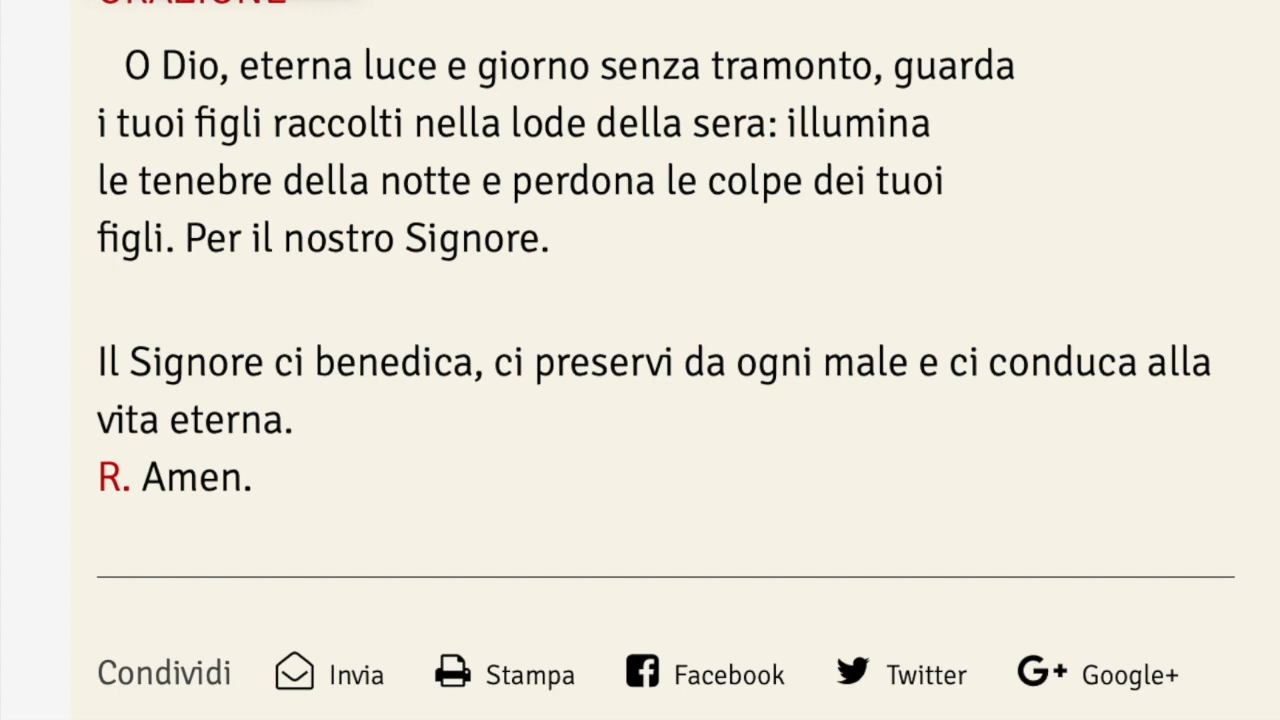 ORAZIONE
O Dio, eterna luce e giorno senza tramonto, guarda
i tuoi figli raccolti nella lode della sera: illumina
le tenebre della notte e perdona le colpe dei tuoi
figli. Per il nostro Signore.
Il Signore ci benedica, ci preservi da ogni male e ci conduca alla
vita eterna.
R. Amen.
Condividi Invia Stampa Facebook Twitter G+ Google+